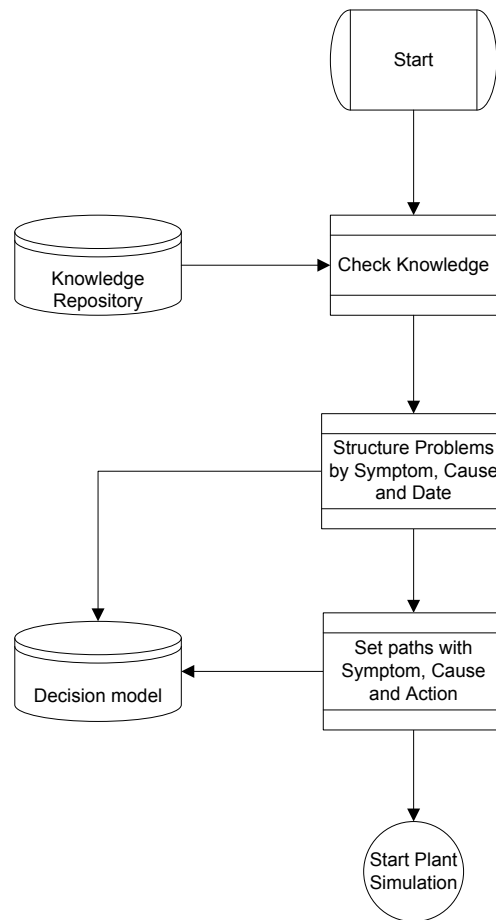 Start
Knowledge
Repository
Check Knowledge
Structure Problems
by Symptom, Cause
and Date
Decision model
Set paths with
Symptom, Cause
and Action
Start Plant
Simulation